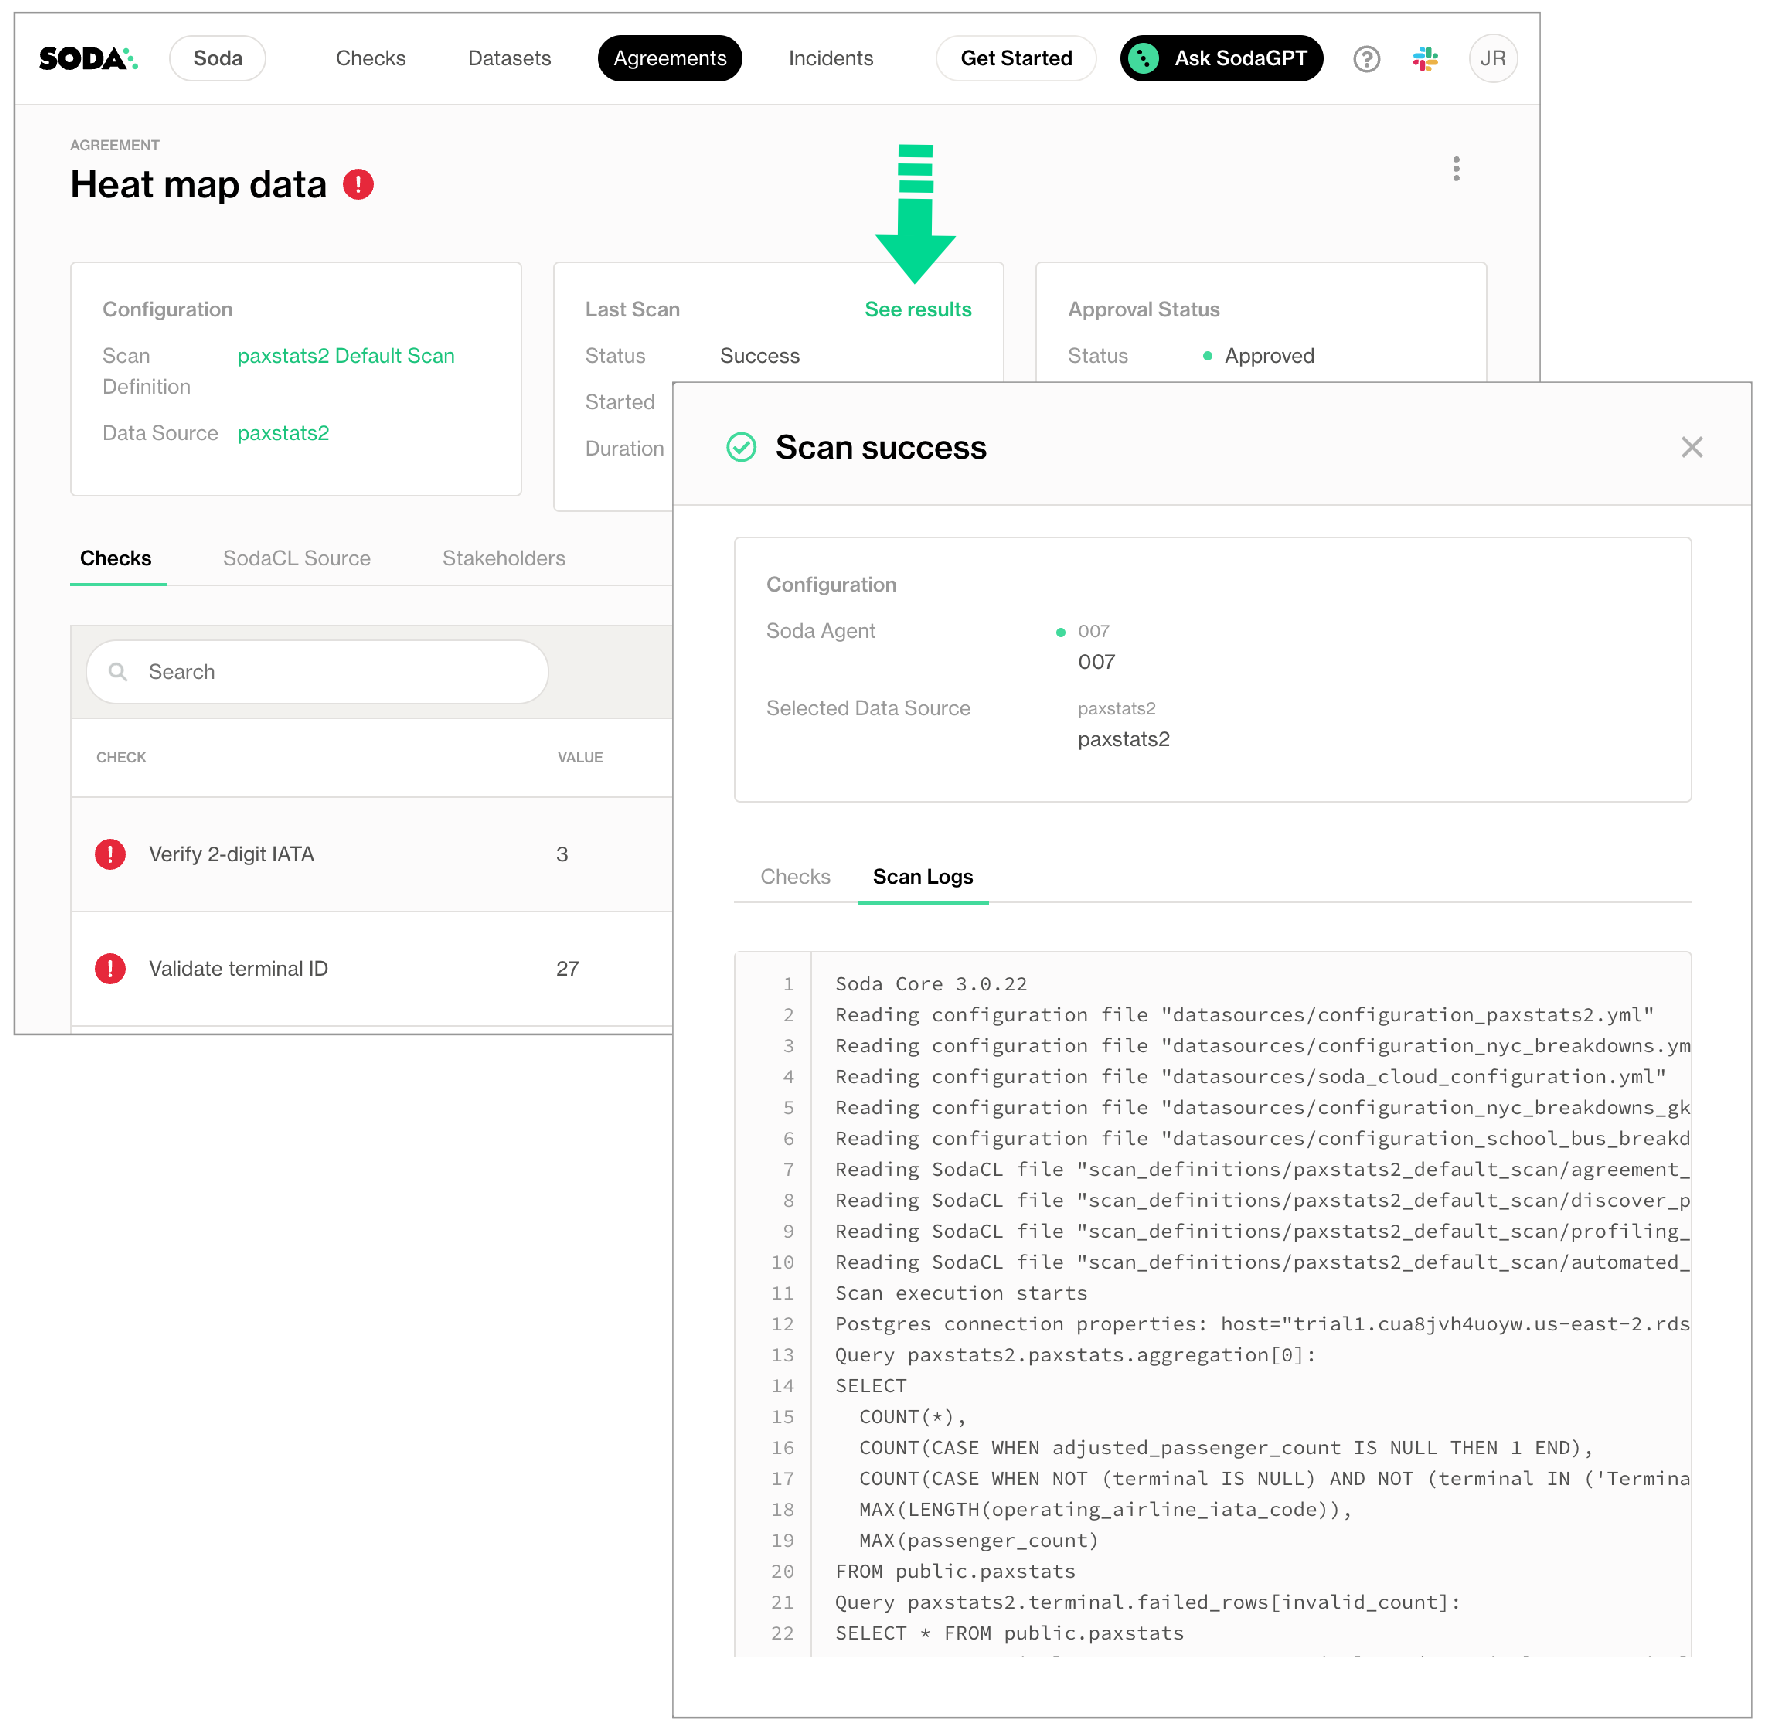 SODA
Soda
Checks
Datasets
Agreements
Incidents
Get Started
Ask SodaGPT
?
JR
AGREEMENT
Heat map data
Configuration
Scan Definition
paxstats2 Default Scan
Data Source
paxstats2
Last Scan
See results
Status
Success
Started
Duration
Approval Status
Status
Approved
Checks
SodaCL Source
Stakeholders
Search
CHECK
VALUE
Verify 2-digit IATA
3
Validate terminal ID
27
Scan success
Configuration
Soda Agent
007
007
Selected Data Source
paxstats2
paxstats2
Checks
Scan Logs
1 Soda Core 3.0.22
2 Reading configuration file "datasources/configuration_paxstats2.yml"
3 Reading configuration file "datasources/configuration_nyc_breakdowns.ym
4 Reading configuration file "datasources/soda_cloud_configuration.yml"
5 Reading configuration file "datasources/configuration_nyc_breakdowns_gk
6 Reading configuration file "datasources/configuration_school_bus_breakd
7 Reading SodaCL file "scan_definitions/paxstats2_default_scan/agreement_
8 Reading SodaCL file "scan_definitions/paxstats2_default_scan/discover_p
9 Reading SodaCL file "scan_definitions/paxstats2_default_scan/profiling_
10 Reading SodaCL file "scan_definitions/paxstats2_default_scan/automated_
11 Scan execution starts
12 Postgres connection properties: host="trial1.cua8jvh4uoyw.us-east-2.rds
13 Query paxstats2.paxstats.aggregation[0]:
14 SELECT
15 COUNT(*),
16 COUNT(CASE WHEN adjusted_passenger_count IS NULL THEN 1 END),
17 COUNT(CASE WHEN NOT (terminal IS NULL) AND NOT (terminal IN ('Termina
18 MAX(LENGTH(operating_airline_iata_code)),
19 MAX(passenger_count)
20 FROM public.paxstats
21 Query paxstats2.terminal.failed_rows[invalid_count]:
22 SELECT * FROM public.paxstats